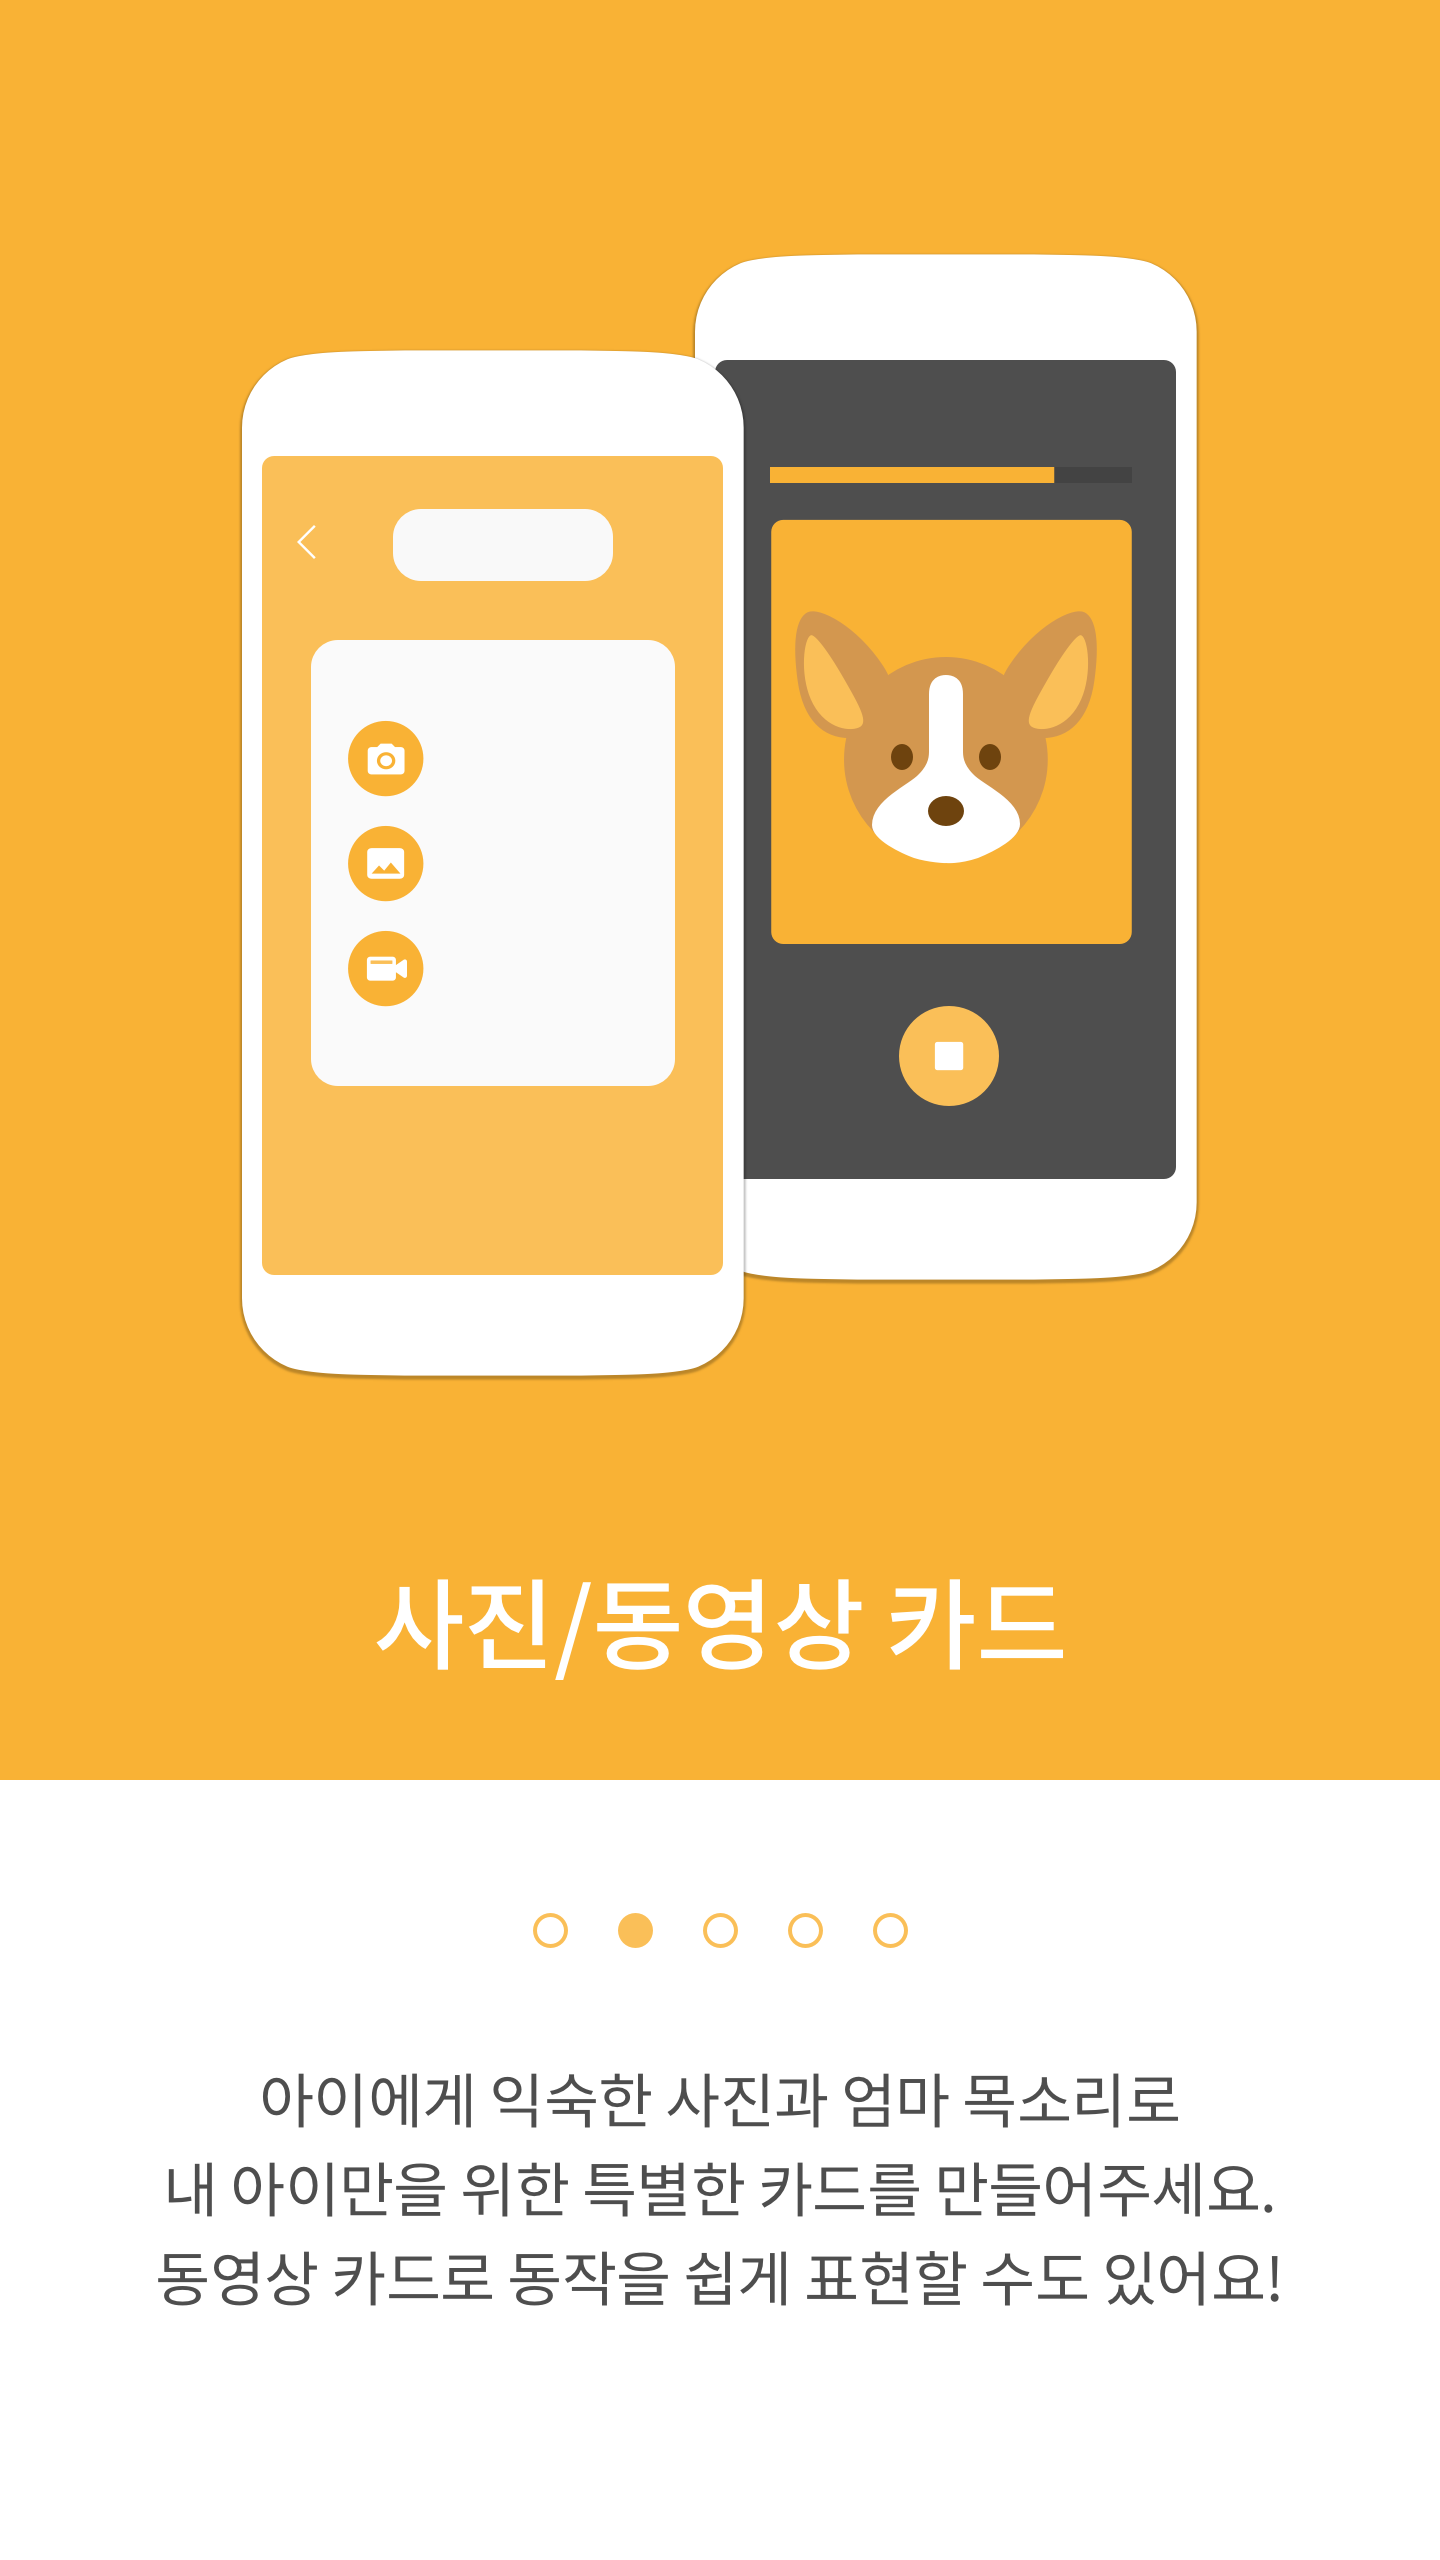 사진/동영상 카드
아이에게 익숙한 사진과 엄마 목소리로
내 아이만을 위한 특별한 카드를 만들어주세요.
동영상 카드로 동작을 쉽게 표현할 수도 있어요!